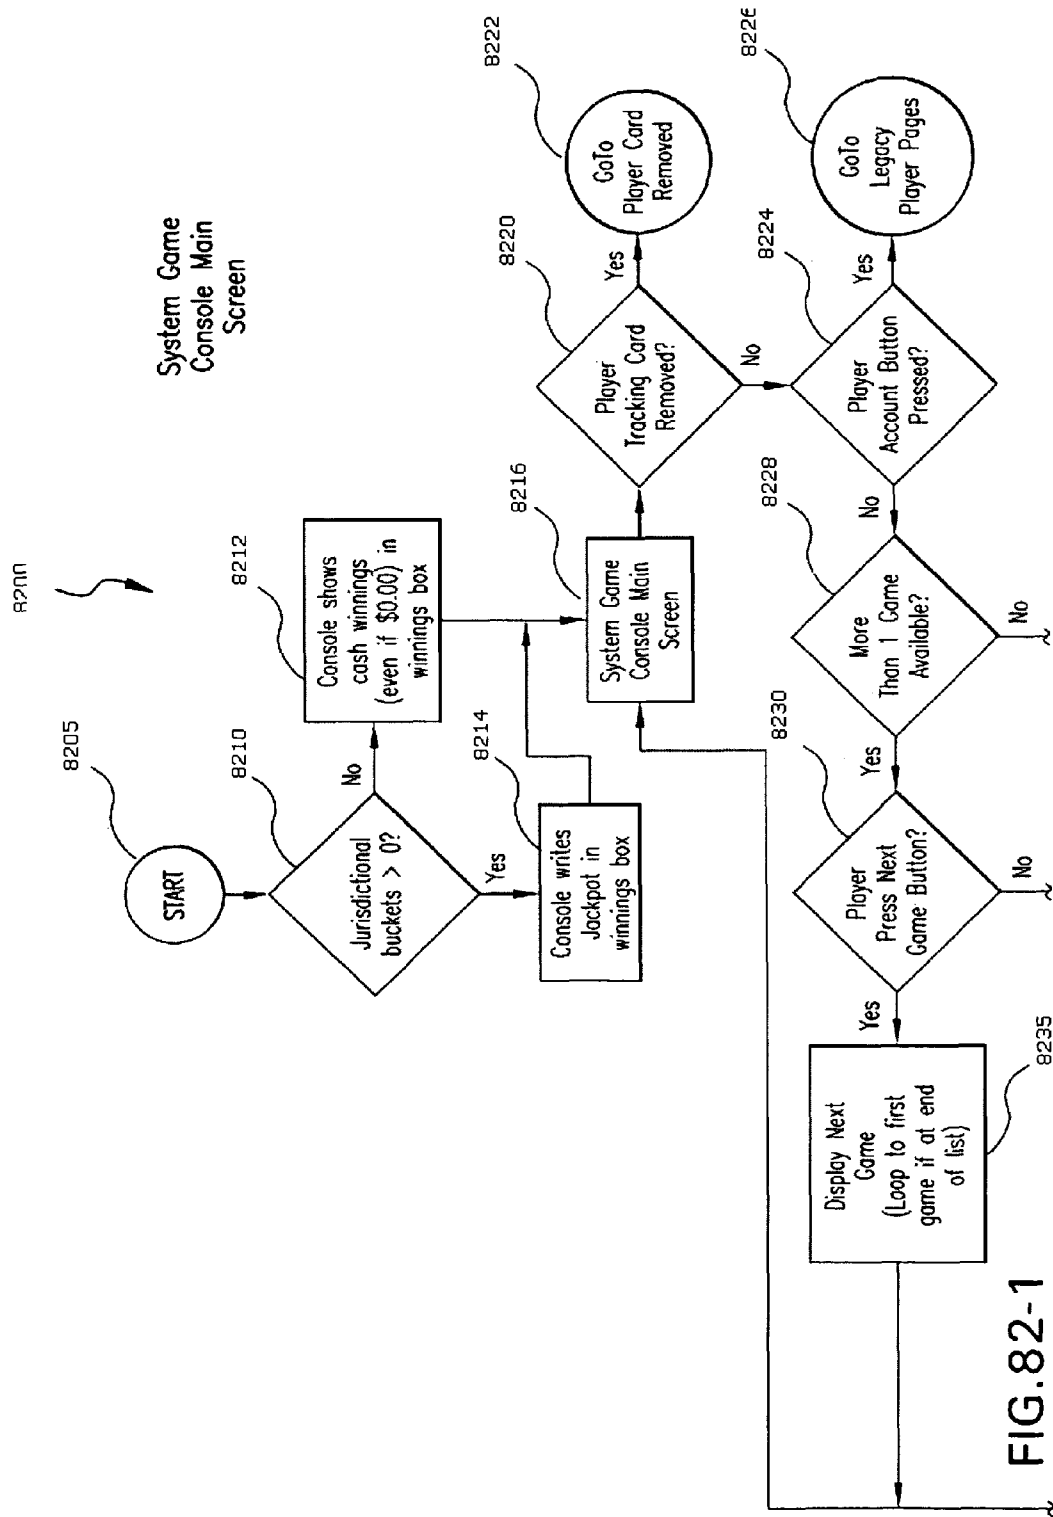 8200
System Game
Console Main
Screen
8205
START
8210
Jurisdictional
buckets > 0?
No
Yes
8212
Console shows
cash winnings
(even if $0.00) in
winnings box
8214
Console writes
Jackpot in
winnings box
8216
System Game
Console Main
Screen
8220
Player
Tracking Card
Removed?
Yes
No
8222
GoTo
Player Card
Removed
8224
Player
Account Button
Pressed?
Yes
No
8226
GoTo
Legacy
Player Pages
8228
More
Than 1 Game
Available?
Yes
No
8230
Player
Press Next
Game Button?
Yes
No
8235
Display Next
Game
(Loop to first
game if at end
of list)
FIG.82-1